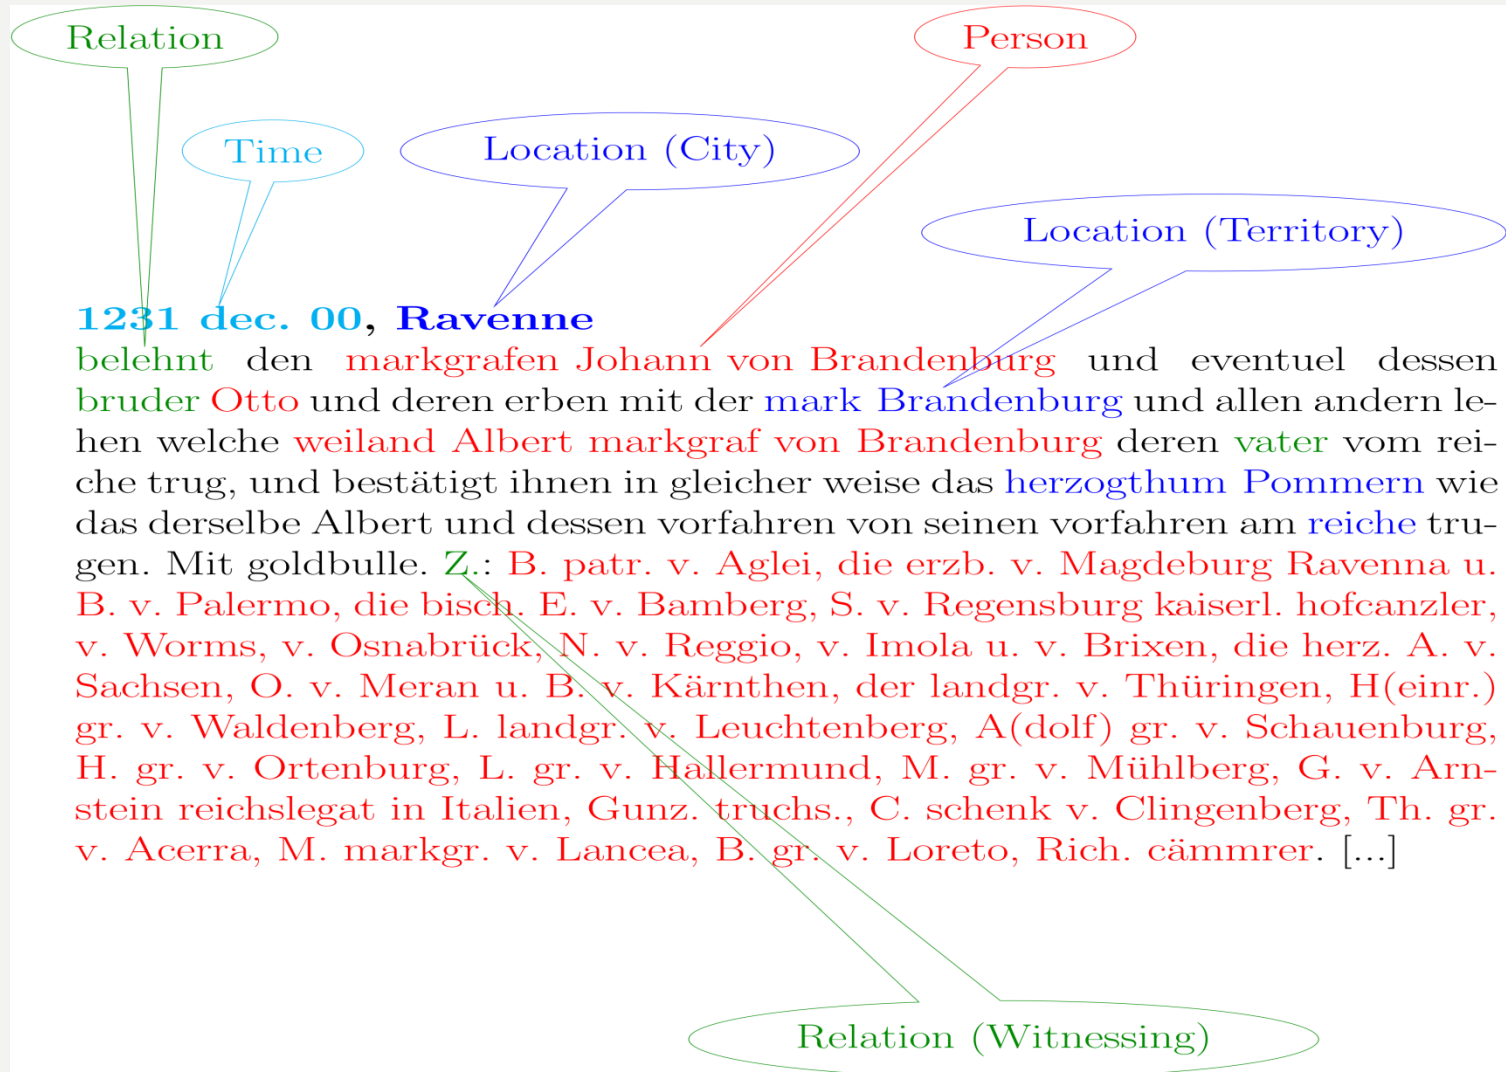 Relation
Person
Time
Location (City)
Location (Territory)
1231 dec. 00, Ravenne
belehnt den markgrafen Johann von Brandenburg und eventuel dessen
bruder Otto und deren erben mit der mark Brandenburg und allen andern le-
hen welche weiland Albert markgraf von Brandenburg deren vater vom rei-
che trug, und bestätigt ihnen in gleicher weise das herzogthum Pommern wie
das derselbe Albert und dessen vorfahren von seinen vorfahren am reiche tru-
gen. Mit goldbulle. Z.: B. patr. v. Aglei, die erzb. v. Magdeburg Ravenna u.
B. v. Palermo, die bisch. E. v. Bamberg, S. v. Regensburg kaiserl. hofcanzler,
v. Worms, v. Osnabrück, N. v. Reggio, v. Imola u. v. Brixen, die herz. A. v.
Sachsen, O. v. Meran u. B. v. Kärnthen, der landgr. v. Thüringen, H(einr.)
gr. v. Waldenberg, L. landgr. v. Leuchtenberg, A(dolf) gr. v. Schauenburg,
H. gr. v. Ortenburg, L. gr. v. Hallermund, M. gr. v. Mühlberg, G. v. Arn-
stein reichslegat in Italien, Gunz. truchs., C. schenk v. Clingenberg, Th. gr.
v. Acerra, M. markgr. v. Lancea, B. gr. v. Loreto, Rich. cämmrer. [...]
Relation (Witnessing)